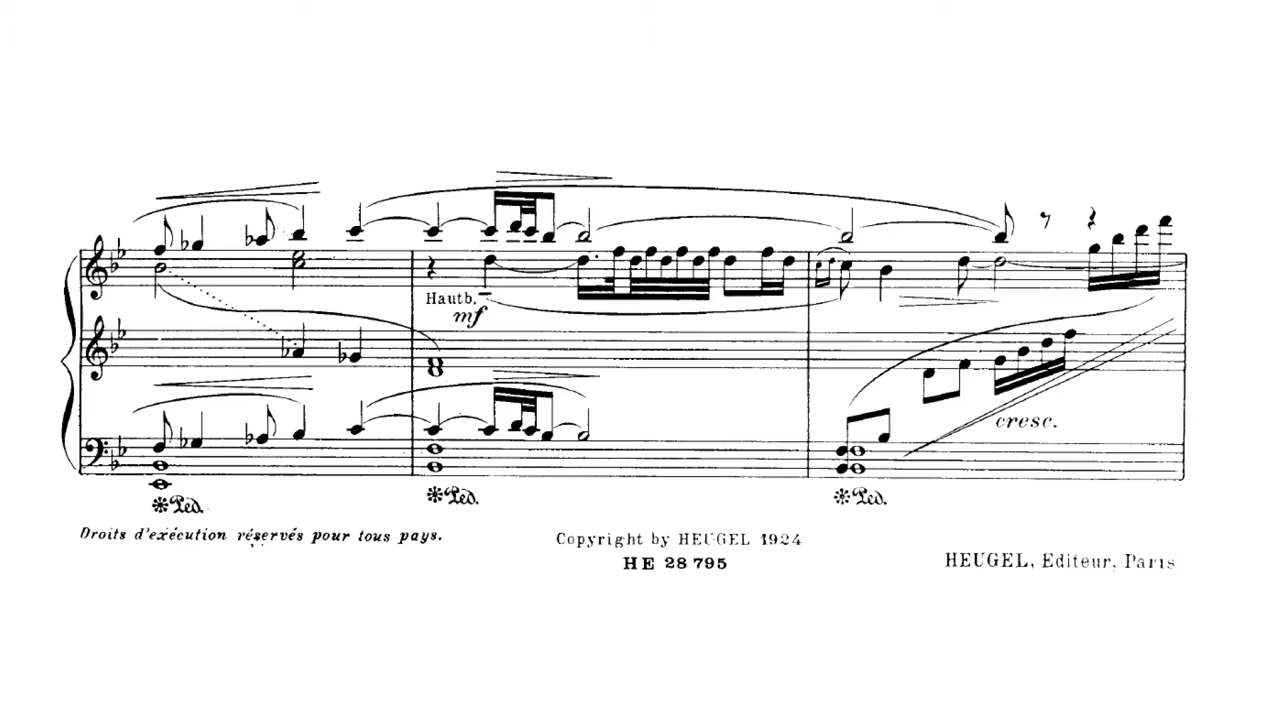 Hautb.
mf
cresc.
Ped. Ped. Ped.
Droits d'exécution réservés pour tous pays. Copyright by HEUGEL 1924
HE 28 795
HEUGEL, Editeur, Paris